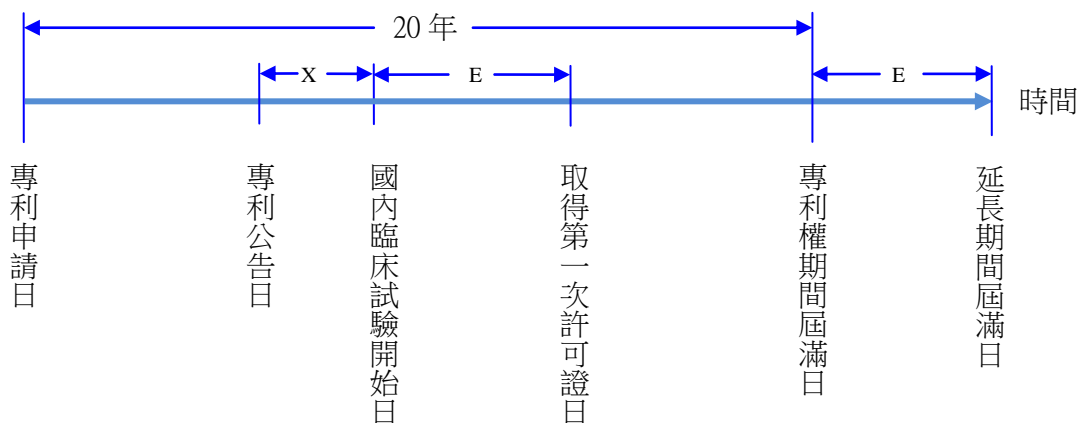 20 年
X
E
E
時間
專利申請日
專利公告日
國內臨床試驗開始日
取得第一次許可證日
專利權期間屆滿日
延長期間屆滿日